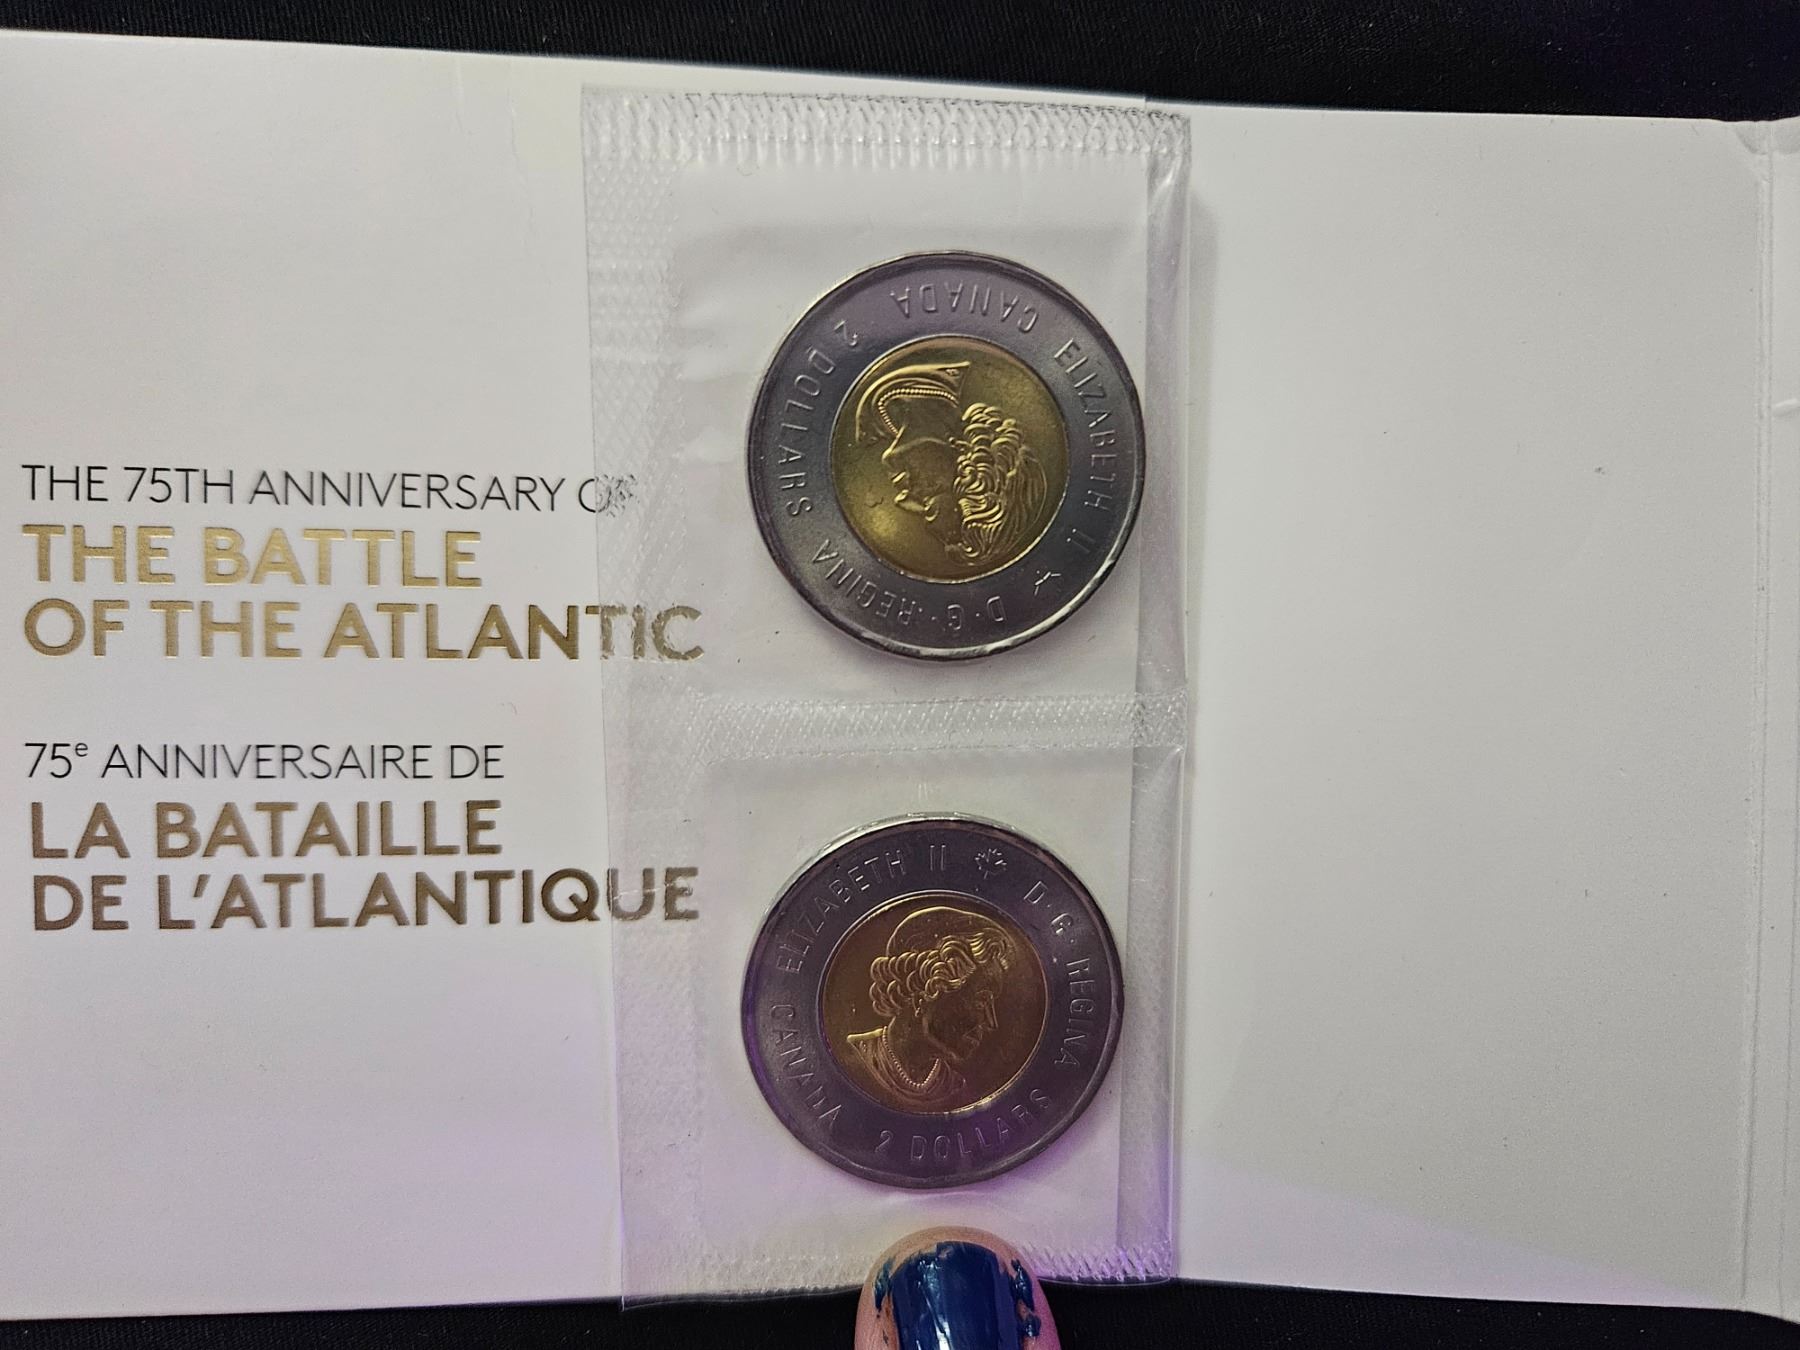 THE 75TH ANNIVERSARY OF
THE BATTLE
OF THE ATLANTIC
75e ANNIVERSAIRE DE
LA BATAILLE
DE L'ATLANTIQUE
ELIZABETH II D·G·REGINA
CANADA 2 DOLLARS
ELIZABETH II D·G·REGINA
CANADA 2 DOLLARS